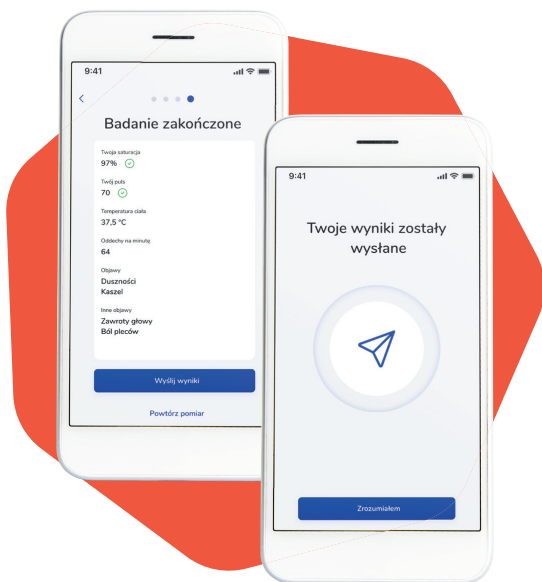 9:41
Badanie zakończone
Twoja saturacja
97%
Twój puls
70
Temperatura ciała
37,5 °C
Oddechy na minutę
64
Objawy
Duszności
Kaszel
Inne objawy
Zawroty głowy
Ból pleców
Wyślij wyniki
Powtórz pomiar
9:41
Twoje wyniki zostały
wysłane
Zrozumiałem